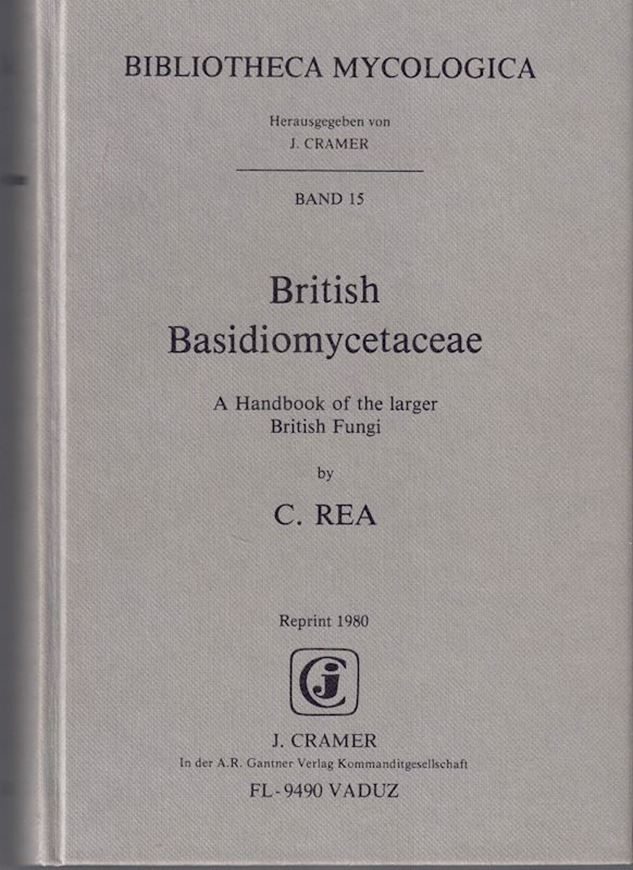 BIBLIOTHECA MYCOLOGICA
Herausgegeben von
J. CRAMER
BAND 15
British
Basidiomycetaceae
A Handbook of the larger
British Fungi
by
C. REA
Reprint 1980
Cj
J. CRAMER
In der A.R. Gantner Verlag Kommanditgesellschaft
FL-9490 VADUZ